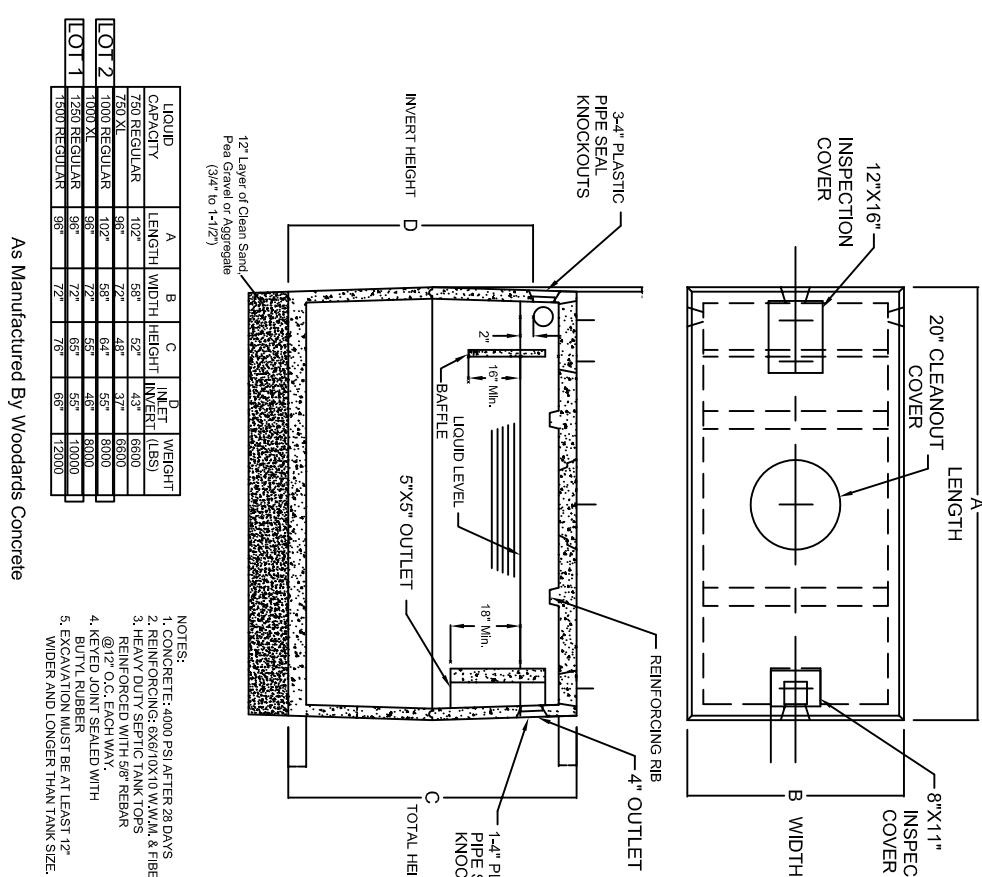 A
LENGTH
20" CLEANOUT
COVER
12"X16"
INSPECTION
COVER
8"X11"
INSPEC
COVER
B WIDTH
3-4" PLASTIC
PIPE SEAL
KNOCKOUTS
REINFORCING RIB
4" OUTLET
1-4" PL
PIPE S
KNOC
INVERT HEIGHT
D
2"
16" Min.
BAFFLE
LIQUID LEVEL
5"X5" OUTLET
18" Min.
C
TOTAL HEI
12" Layer of Clean Sand,
Pea Gravel or Aggregate
(3/4" to 1-1/2")
LIQUID CAPACITY A LENGTH B WIDTH C HEIGHT D INLET INVERT WEIGHT (LBS)
750 REGULAR 102" 58" 52" 43" 6600
750 XL 96" 72" 48" 37" 6600
LOT 2 1000 REGULAR 102" 58" 64" 55" 8000
1000 XL 96" 72" 55" 46" 8000
LOT 1 1250 REGULAR 96" 72" 65" 55" 10000
1500 REGULAR 96" 72" 76" 66" 12000
As Manufactured By Woodards Concrete
NOTES:
1. CONCRETE: 4000 PSI AFTER 28 DAYS
2. REINFORCING: 6X6/10X10 W.W.M. & FIBE
3. HEAVY DUTY SEPTIC TANK TOPS
REINFORCED WITH 5/8" REBAR
@12" O.C. EACH WAY.
4. KEYED JOINT SEALED WITH
BUTYL RUBBER
5. EXCAVATION MUST BE AT LEAST 12"
WIDER AND LONGER THAN TANK SIZE.